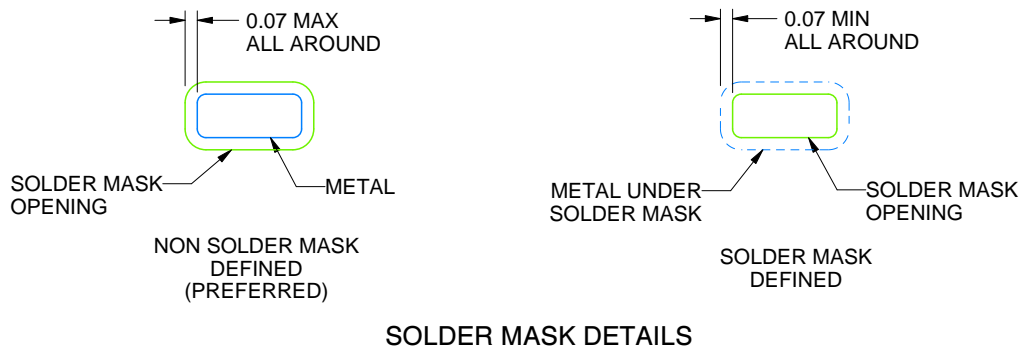 0.07 MAX
ALL AROUND
SOLDER MASK
OPENING
METAL
NON SOLDER MASK
DEFINED
(PREFERRED)
0.07 MIN
ALL AROUND
METAL UNDER
SOLDER MASK
SOLDER MASK
OPENING
SOLDER MASK
DEFINED
SOLDER MASK DETAILS